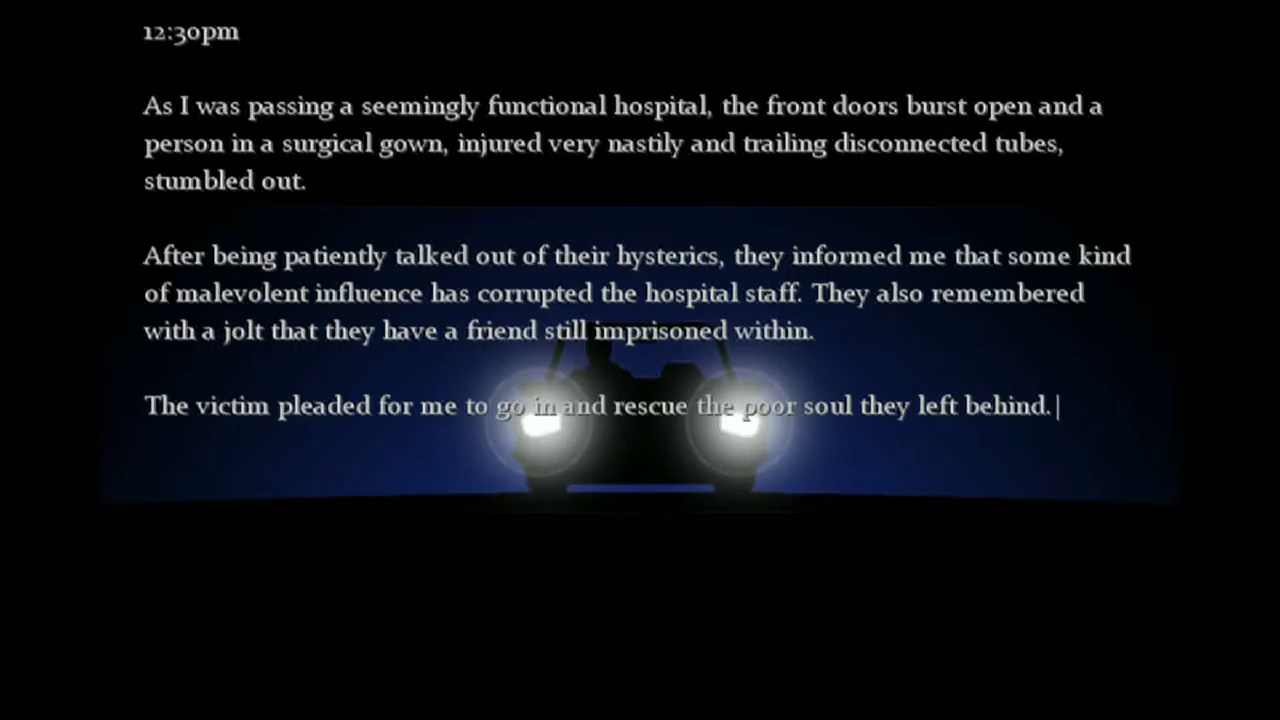 12:30pm
As I was passing a seemingly functional hospital, the front doors burst open and a
person in a surgical gown, injured very nastily and trailing disconnected tubes,
stumbled out.
After being patiently talked out of their hysterics, they informed me that some kind
of malevolent influence has corrupted the hospital staff. They also remembered
with a jolt that they have a friend still imprisoned within.
The victim pleaded for me to go in and rescue the poor soul they left behind.|